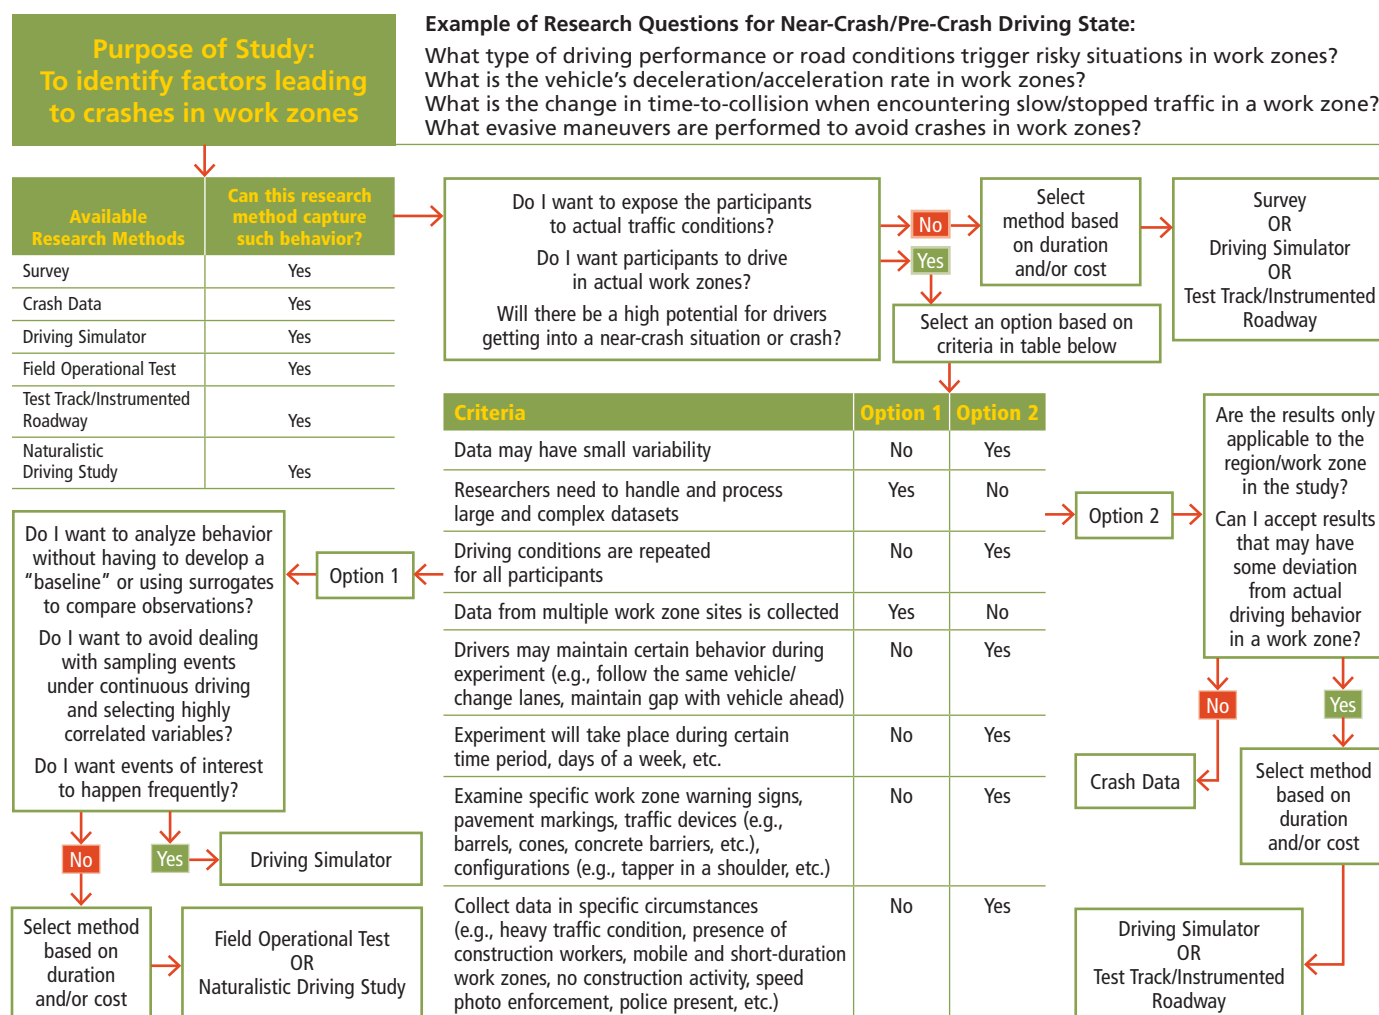 Purpose of Study:
To identify factors leading
to crashes in work zones
Example of Research Questions for Near-Crash/Pre-Crash Driving State:
What type of driving performance or road conditions trigger risky situations in work zones?
What is the vehicle’s deceleration/acceleration rate in work zones?
What is the change in time-to-collision when encountering slow/stopped traffic in a work zone?
What evasive maneuvers are performed to avoid crashes in work zones?
Available
Research Methods
Can this research
method capture
such behavior?
Survey Yes
Crash Data Yes
Driving Simulator Yes
Field Operational Test Yes
Test Track/Instrumented
Roadway Yes
Naturalistic
Driving Study Yes
Do I want to expose the participants
to actual traffic conditions?
Do I want participants to drive
in actual work zones?
Will there be a high potential for drivers
getting into a near-crash situation or crash?
No
Yes
Select
method based
on duration
and/or cost
Survey
OR
Driving Simulator
OR
Test Track/Instrumented
Roadway
Select an option based on
criteria in table below
Criteria Option 1 Option 2
Data may have small variability No Yes
Researchers need to handle and process Yes No
large and complex datasets
Driving conditions are repeated No Yes
for all participants
Data from multiple work zone sites is collected Yes No
Drivers may maintain certain behavior during No Yes
experiment (e.g., follow the same vehicle/
change lanes, maintain gap with vehicle ahead)
Experiment will take place during certain No Yes
time period, days of a week, etc.
Examine specific work zone warning signs, No Yes
pavement markings, traffic devices (e.g.,
barrels, cones, concrete barriers, etc.),
configurations (e.g., tapper in a shoulder, etc.)
Collect data in specific circumstances No Yes
(e.g., heavy traffic condition, presence of
construction workers, mobile and short-duration
work zones, no construction activity, speed
photo enforcement, police present, etc.)
Option 1
Do I want to analyze behavior
without having to develop a
“baseline” or using surrogates
to compare observations?
Do I want to avoid dealing
with sampling events
under continuous driving
and selecting highly
correlated variables?
Do I want events of interest
to happen frequently?
No
Yes
Driving Simulator
Select method
based on
duration
and/or cost
Field Operational Test
OR
Naturalistic Driving Study
Option 2
Are the results only
applicable to the
region/work zone
in the study?
Can I accept results
that may have
some deviation
from actual
driving behavior
in a work zone?
No
Yes
Crash Data
Select method
based on
duration
and/or cost
Driving Simulator
OR
Test Track/Instrumented
Roadway